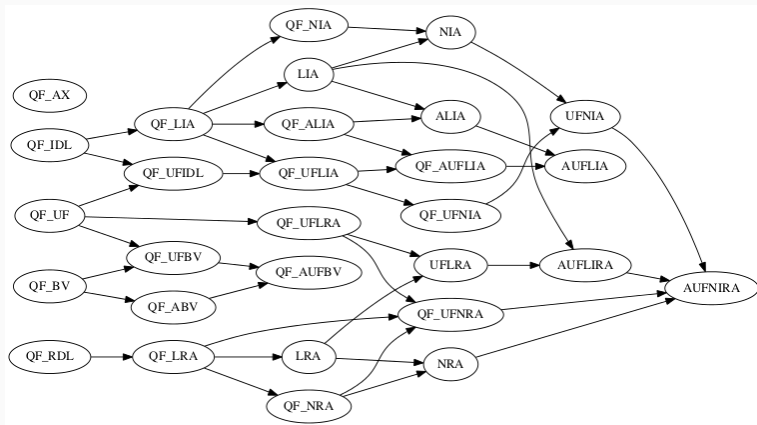 QF_NIA
NIA
LIA
QF_AX
QF_LIA
QF_ALIA
ALIA
UFNIA
QF_IDL
QF_UFIDL
QF_UFLIA
QF_AUFLIA
AUFLIA
QF_UF
QF_UFLRA
QF_UFNIA
QF_UFBV
QF_AUFBV
UFLRA
AUFLIRA
QF_BV
QF_ABV
QF_UFNRA
AUFNIRA
QF_RDL
QF_LRA
LRA
NRA
QF_NRA